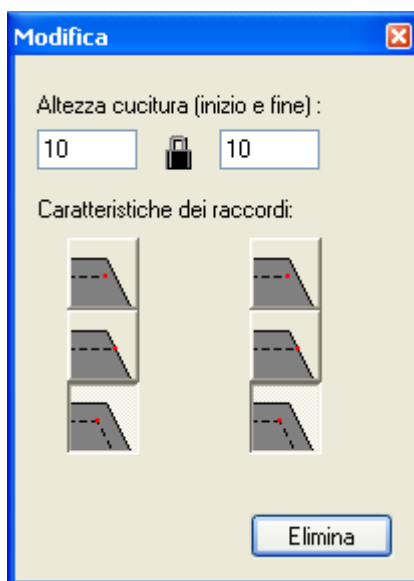 Modifica
Altezza cucitura (inizio e fine) :
10 10
Caratteristiche dei raccordi:
Elimina